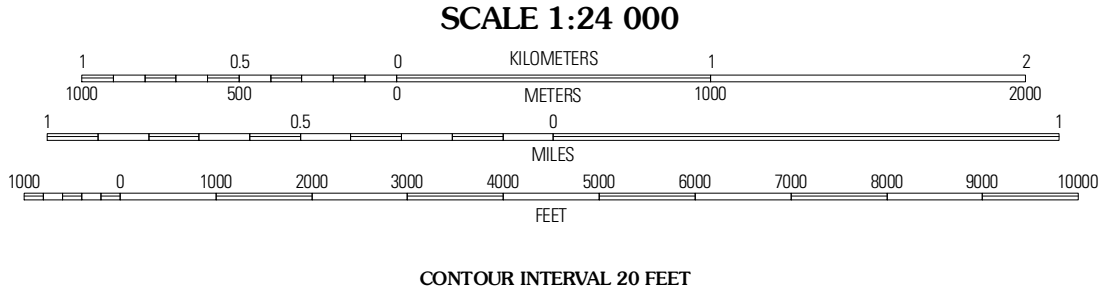 SCALE 1:24 000
1 0.5 0 KILOMETERS 1 2
1000 500 0 METERS 1000 2000
1 0.5 0 1
MILES
1000 0 1000 2000 3000 4000 5000 6000 7000 8000 9000 10000
FEET
CONTOUR INTERVAL 20 FEET